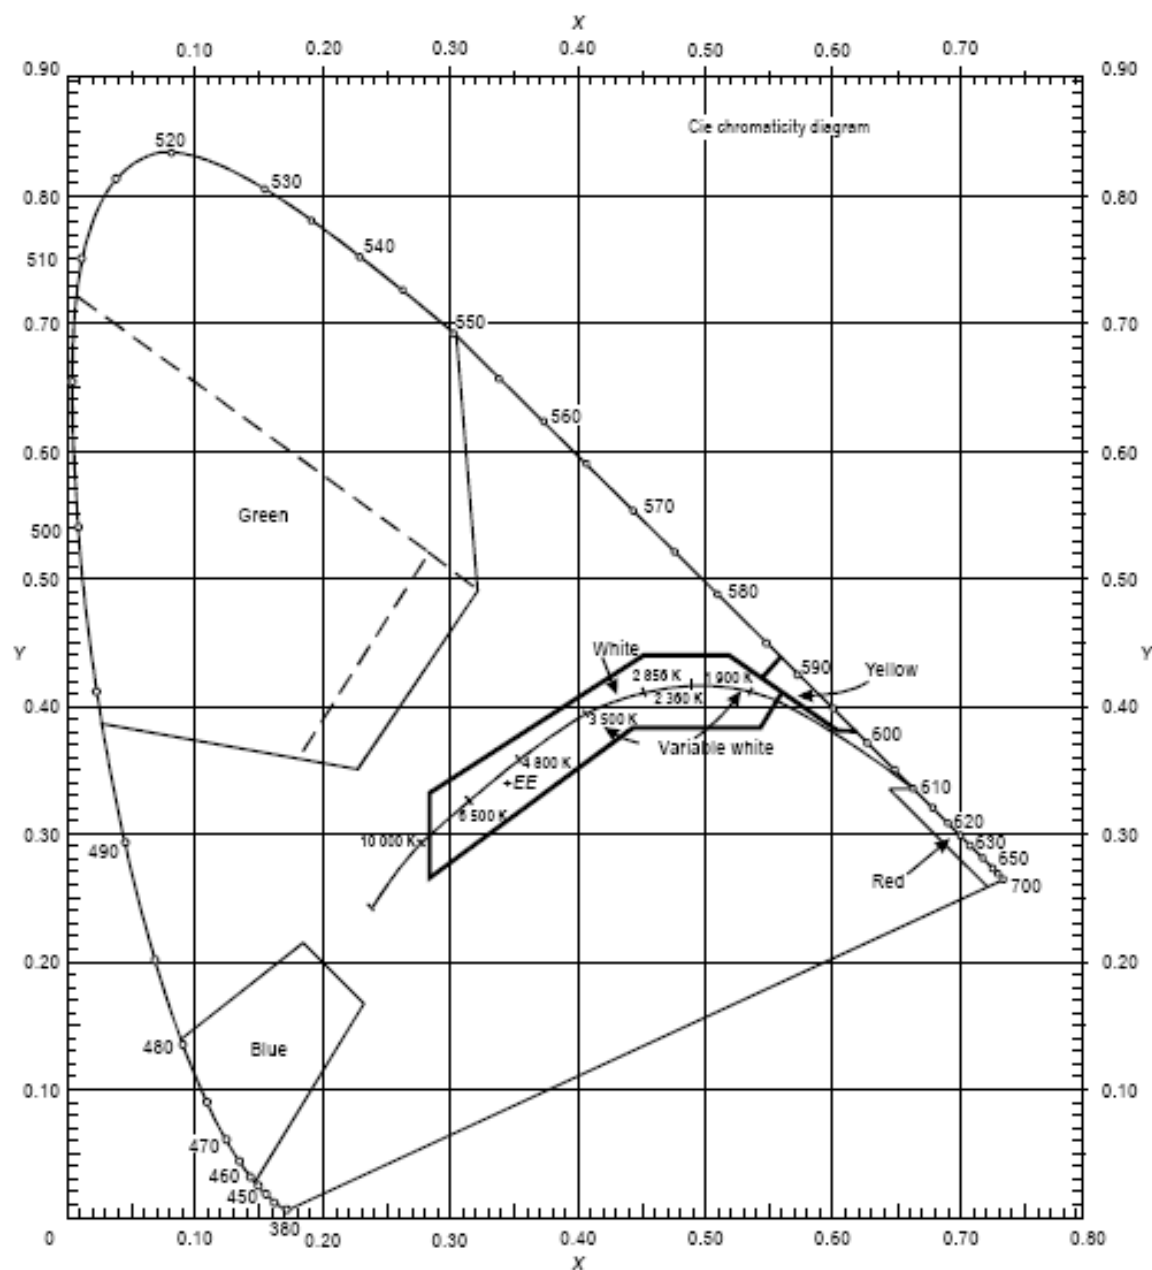 X
0.10 0.20 0.30 0.40 0.50 0.60 0.70
0.90 0.90
Cie chromaticity diagram
520
530
0.80 0.80
540
510
550
0.70 0.70
560
0.60 0.60
570
Green
500
0.50 0.50
580
White
Y Y
590
Yellow
2 856 K 1 900 K
2 360 K
0.40 0.40
3 500 K
600
Variable white
4 800 K
+EE
610
6 500 K
620
0.30 0.30
10 000 K
630
490
650
Red
700
0.20 0.20
480
Blue
0.10 0.10
470
460
450
380
0 0.10 0.20 0.30 0.40 0.50 0.60 0.70 0.80
X